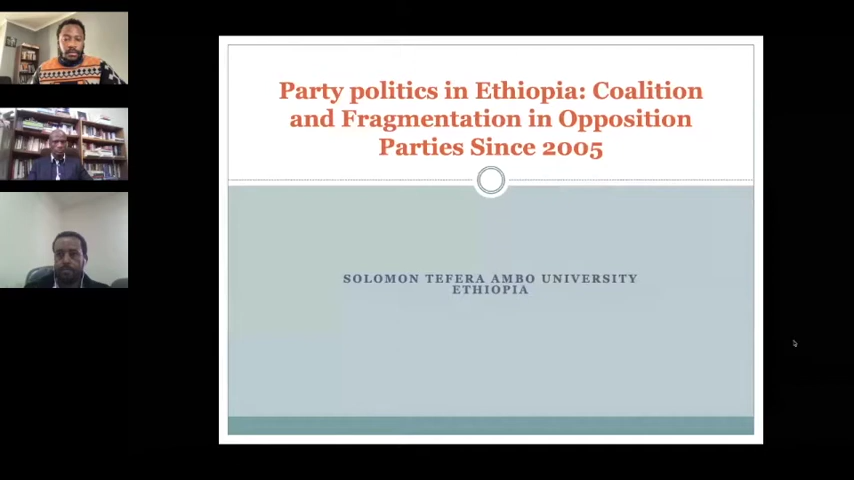 Party politics in Ethiopia: Coalition
and Fragmentation in Opposition
Parties Since 2005
SOLOMON TEFERA AMBO UNIVERSITY
ETHIOPIA